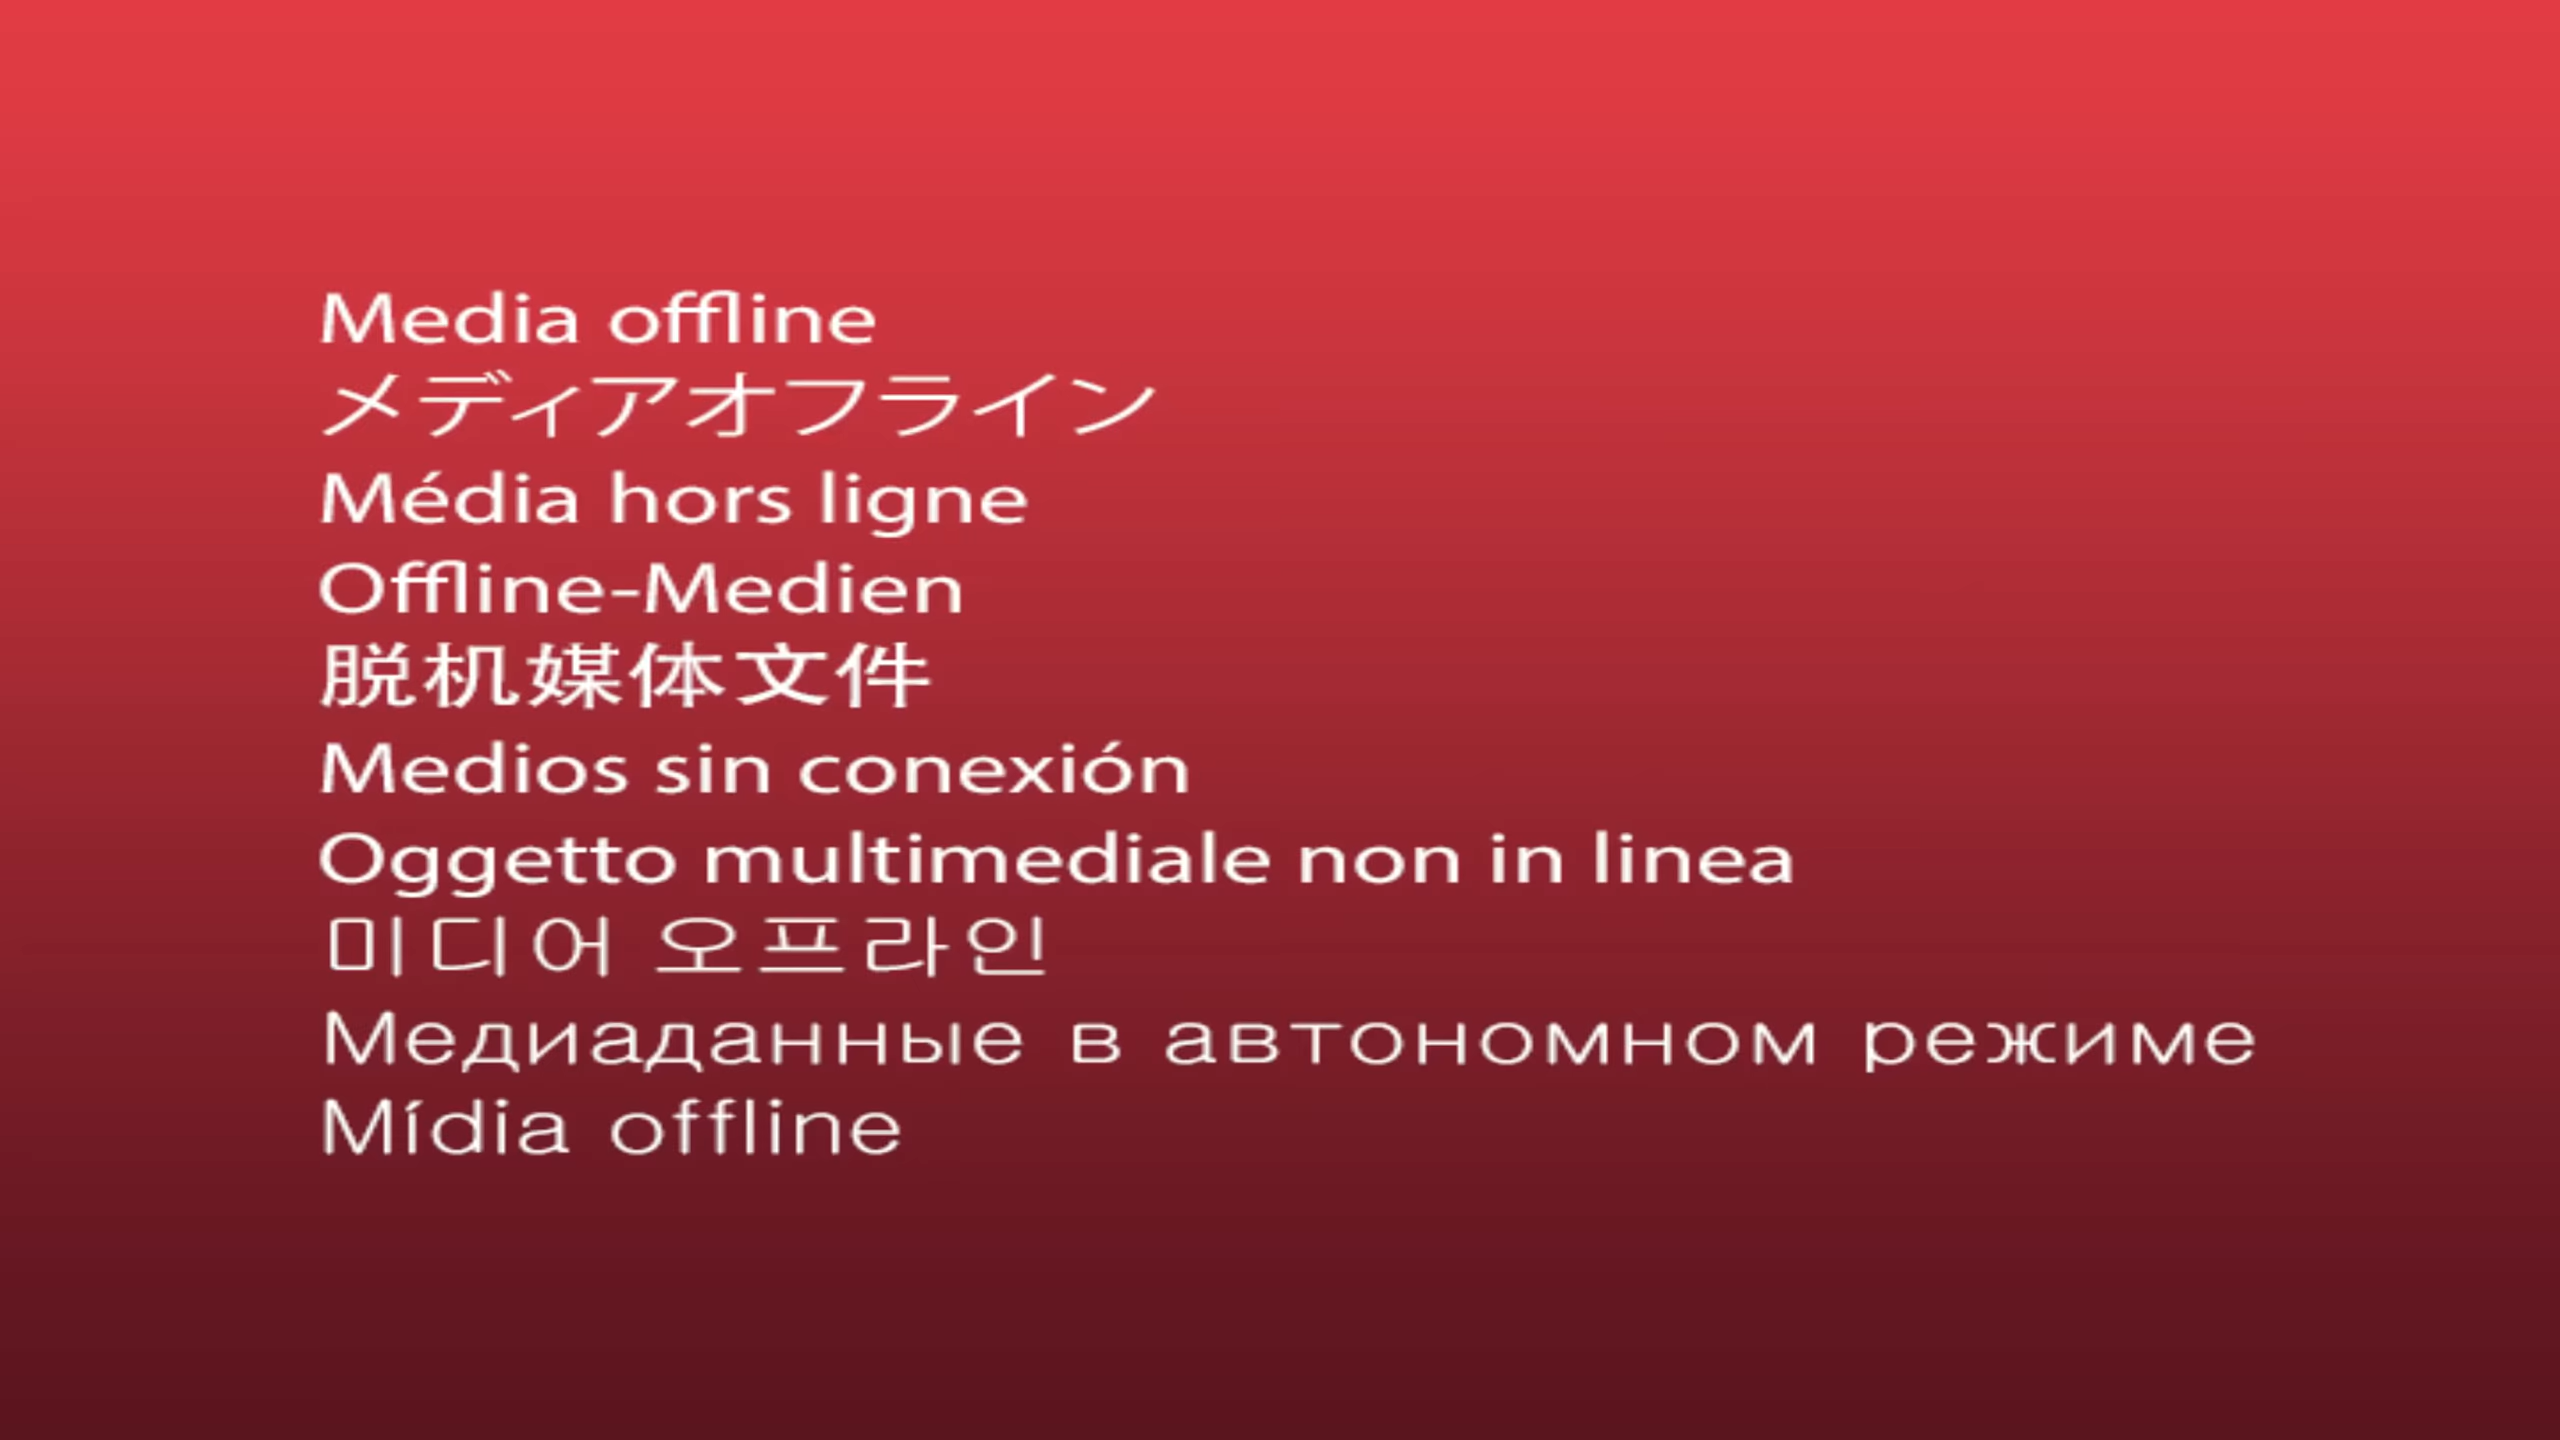 Media offline
メディアオフライン
Média hors ligne
Offline-Medien
脱机媒体文件
Medios sin conexión
Oggetto multimediale non in linea
미디어 오프라인
Медиаданные в автономном режиме
Mídia offline